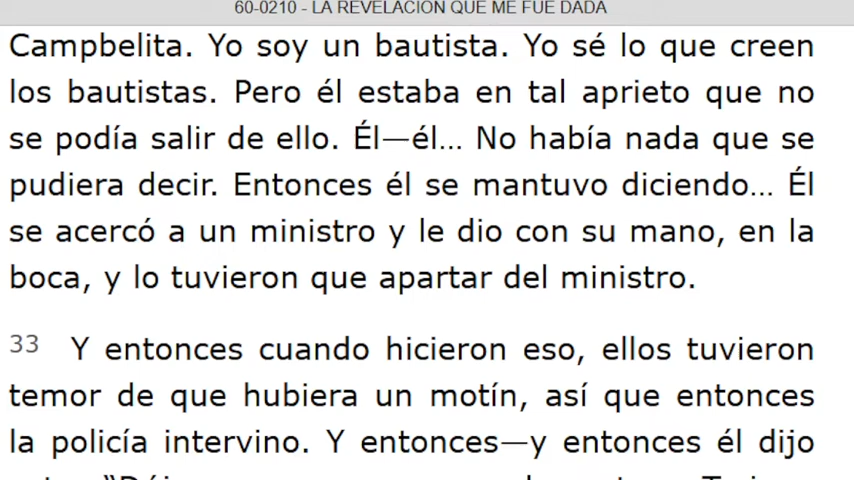 60-0210 - LA REVELACION QUE ME FUE DADA
Campbelita. Yo soy un bautista. Yo sé lo que creen
los bautistas. Pero él estaba en tal aprieto que no
se podía salir de ello. Él—él... No había nada que se
pudiera decir. Entonces él se mantuvo diciendo... Él
se acercó a un ministro y le dio con su mano, en la
boca, y lo tuvieron que apartar del ministro.
33 Y entonces cuando hicieron eso, ellos tuvieron
temor de que hubiera un motín, así que entonces
la policía intervino. Y entonces—y entonces él dijo